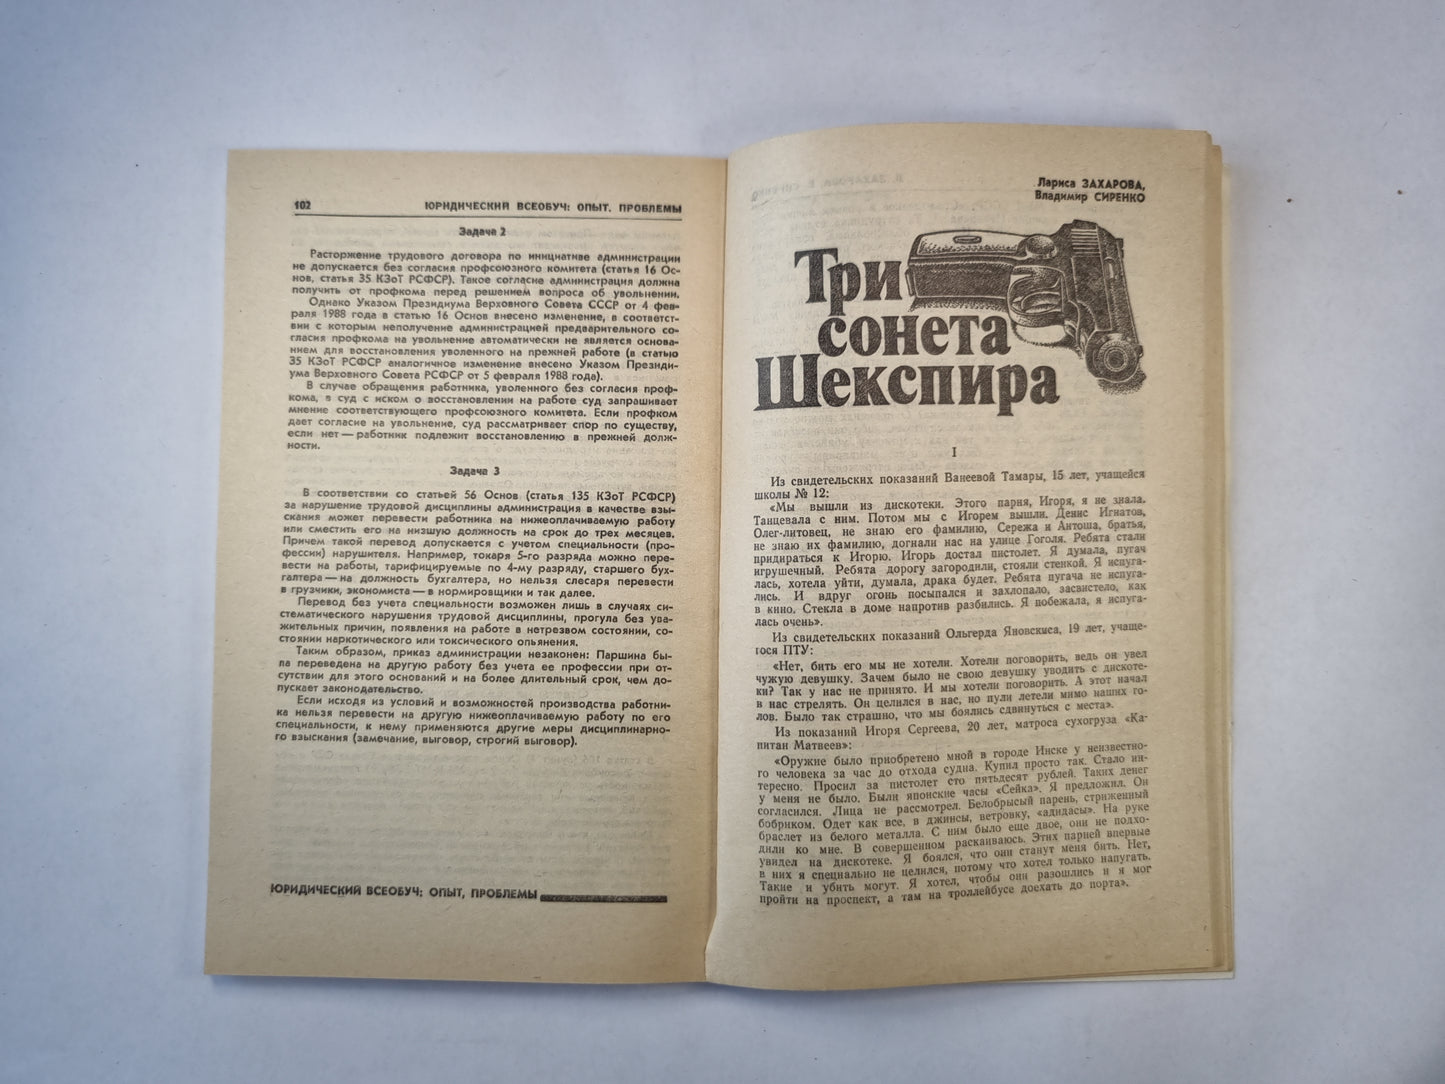 102 ЮРИДИЧЕСКИЙ ВСЕОБУЧ: ОПЫТ. ПРОБЛЕМЫ
Задача 2
Расторжение трудового договора по инициативе администрации
не допускается без согласия профсоюзного комитета (статья 16 Ос-
нов, статья 35 КЗоТ РСФСР). Такое согласие администрация должна
получить от профкома перед решением вопроса об увольнении.
Однако Указом Президиума Верховного Совета СССР от 4 фев-
раля 1988 года в статью 16 Основ внесено изменение, в соответст-
вии с которым неполучение администрацией предварительного со-
гласия профкома на увольнение автоматически не является основа-
нием для восстановления уволенного на прежней работе (в статью
35 КЗоТ РСФСР аналогичное изменение внесено Указом Президи-
ума Верховного Совета РСФСР от 5 февраля 1988 года).
В случае обращения работника, уволенного без согласия проф-
кома, в суд с иском о восстановлении на работе суд запрашивает
мнение соответствующего профсоюзного комитета. Если профком
дает согласие на увольнение, суд рассматривает спор по существу,
если нет — работник подлежит восстановлению в прежней долж-
ности.
Задача 3
В соответствии со статьей 56 Основ (статья 135 КЗоТ РСФСР)
за нарушение трудовой дисциплины администрация в качестве взы-
скания может перевести работника на нижеоплачиваемую работу
или сместить его на низшую должность на срок до трех месяцев.
Причем такой перевод допускается с учетом специальности (про-
фессии) нарушителя. Например, токаря 5-го разряда можно пере-
вести на работы, тарифицируемые по 4-му разряду, старшего бух-
галтера — на должность бухгалтера, но нельзя слесаря перевести
в грузчики, экономиста — в нормировщики и так далее.
Перевод без учета специальности возможен лишь в случаях си-
стематического нарушения трудовой дисциплины, прогула без ува-
жительных причин, появления на работе в нетрезвом состоянии, со-
стоянии наркотического или токсического опьянения.
Таким образом, приказ администрации незаконен: Паршина бы-
ла переведена на другую работу без учета ее профессии при от-
сутствии для этого оснований и на более длительный срок, чем до-
пускает законодательство.
Если исходя из условий и возможностей производства работни-
ка нельзя перевести на другую нижеоплачиваемую работу по его
специальности, к нему применяются другие меры дисциплинарно-
го взыскания (замечание, выговор, строгий выговор).
ЮРИДИЧЕСКИЙ ВСЕОБУЧ: ОПЫТ, ПРОБЛЕМЫ
Лариса ЗАХАРОВА,
Владимир СИРЕНКО
Три
сонета
Шекспира
I
Из свидетельских показаний Ванеевой Тамары, 15 лет, учащейся
школы № 12:
«Мы вышли из дискотеки. Этого парня, Игоря, я не знала.
Танцевала с ним. Потом мы с Игорем вышли. Денис Игнатов,
Олег-литовец, не знаю его фамилию, Сережа и Антоша, братья,
не знаю их фамилию, догнали нас на улице Гоголя. Ребята стали
придираться к Игорю. Игорь достал пистолет. Я думала, пугач
игрушечный. Ребята дорогу загородили, стояли стенкой. Я испуга-
лась, хотела уйти, думала, драка будет. Ребята пугача не испуга-
лись. И вдруг огонь посыпался и захлопало, засвистело, как
в кино. Стекла в доме напротив разбились. Я побежала, я испуга-
лась очень».
Из свидетельских показаний Ольгерда Яновскиса, 19 лет, учаще-
гося ПТУ:
«Нет, бить его мы не хотели. Хотели поговорить, ведь он увел
чужую девушку. Зачем было не свою девушку уводить с дискоте-
ки? Так у нас не принято. И мы хотели поговорить. А этот начал
в нас стрелять. Он целился в нас, но пули летели мимо наших го-
лов. Было так страшно, что мы боялись сдвинуться с места».
Из показаний Игоря Сергеева, 20 лет, матроса сухогруза «Ка-
питан Матвеев»:
«Оружие было приобретено мной в городе Инске у неизвестно-
го человека за час до отхода судна. Купил просто так. Стало ин-
тересно. Просил за пистолет сто пятьдесят рублей. Таких денег
у меня не было. Были японские часы «Сейка». Я предложил. Он
согласился. Лица не рассмотрел. Белобрысый парень, стриженный
бобриком. Одет как все, в джинсы, ветровку, «адидасы». На руке
браслет из белого металла. С ним было еще двое, они не подхо-
дили ко мне. В совершенном раскаиваюсь. Этих парней впервые
увидел на дискотеке. Я боялся, что они станут меня бить. Нет,
в них я специально не целился, потому что хотел только напугать.
Такие и убить могут. Я хотел, чтобы они разошлись и я мог
пройти на проспект, а там на троллейбусе доехать до порта».